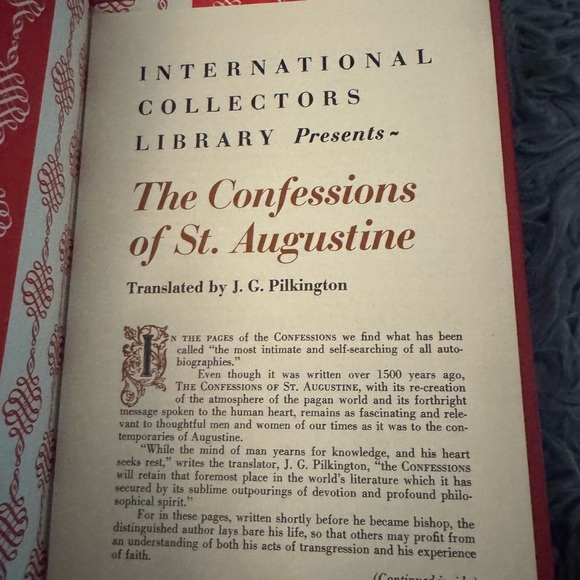 INTERNATIONAL
COLLECTORS
LIBRARY Presents~
The Confessions
of St. Augustine
Translated by J. G. Pilkington
IN THE PAGES of the CONFESSIONS we find what has been
called "the most intimate and self-searching of all auto-
biographies."
Even though it was written over 1500 years ago,
THE CONFESSIONS OF ST. AUGUSTINE, with its re-creation
of the atmosphere of the pagan world and its forthright
message spoken to the human heart, remains as fascinating and rele-
vant to thoughtful men and women of our times as it was to the con-
temporaries of Augustine.
"While the mind of man yearns for knowledge, and his heart
seeks rest," writes the translator, J. G. Pilkington, "the CONFESSIONS
will retain that foremost place in the world's literature which it has
secured by its sublime outpourings of devotion and profound philo-
sophical spirit."
For in these pages, written shortly before he became bishop, the
distinguished author lays bare his life, so that others may profit from
an understanding of both his acts of transgression and his experience
of faith.
(Continued inside)